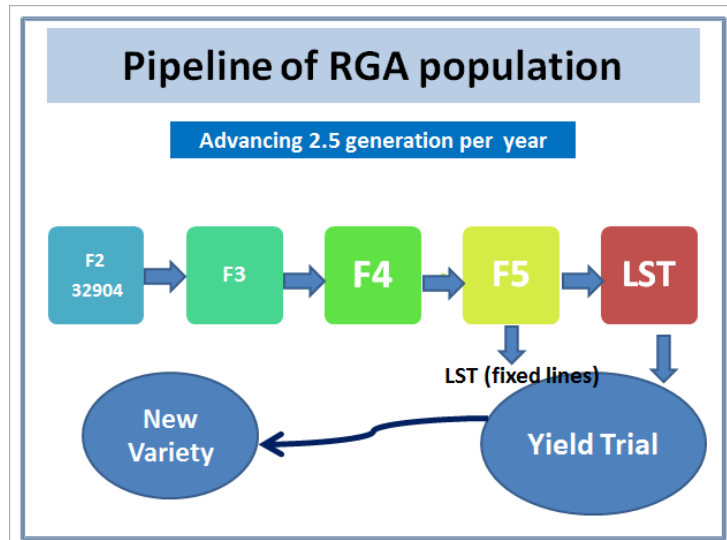 Pipeline of RGA population
Advancing 2.5 generation per year
F2
32904
F3
F4
F5
LST
LST (fixed lines)
New
Variety
Yield Trial